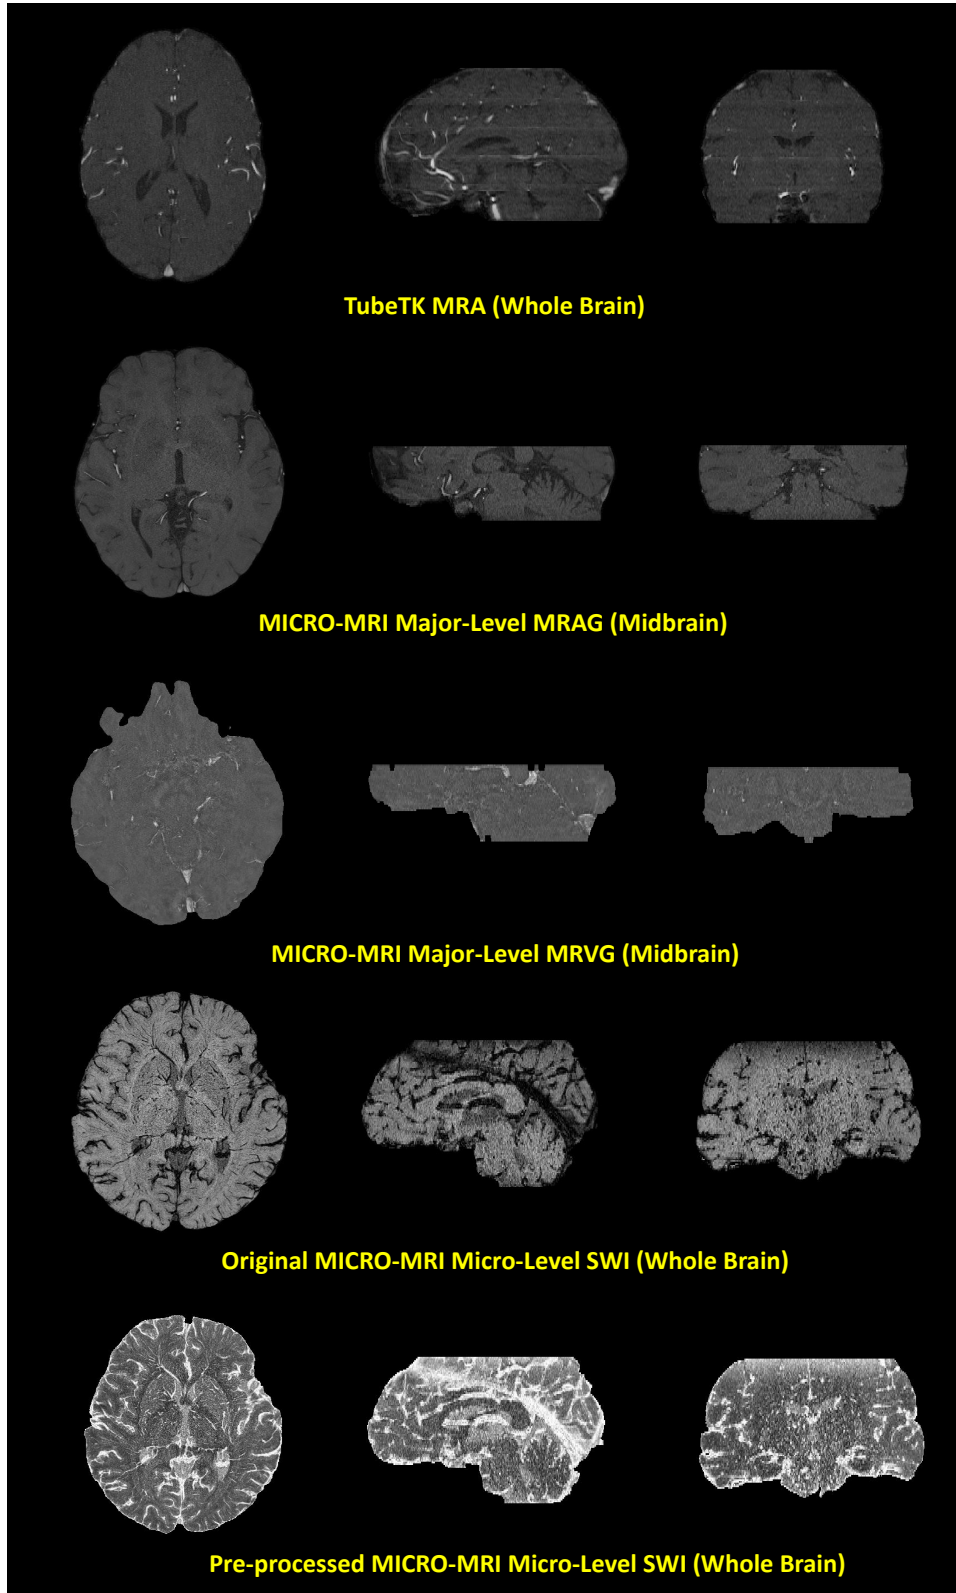 TubeTK MRA (Whole Brain)
MICRO-MRI Major-Level MRAG (Midbrain)
MICRO-MRI Major-Level MRVG (Midbrain)
Original MICRO-MRI Micro-Level SWI (Whole Brain)
Pre-processed MICRO-MRI Micro-Level SWI (Whole Brain)